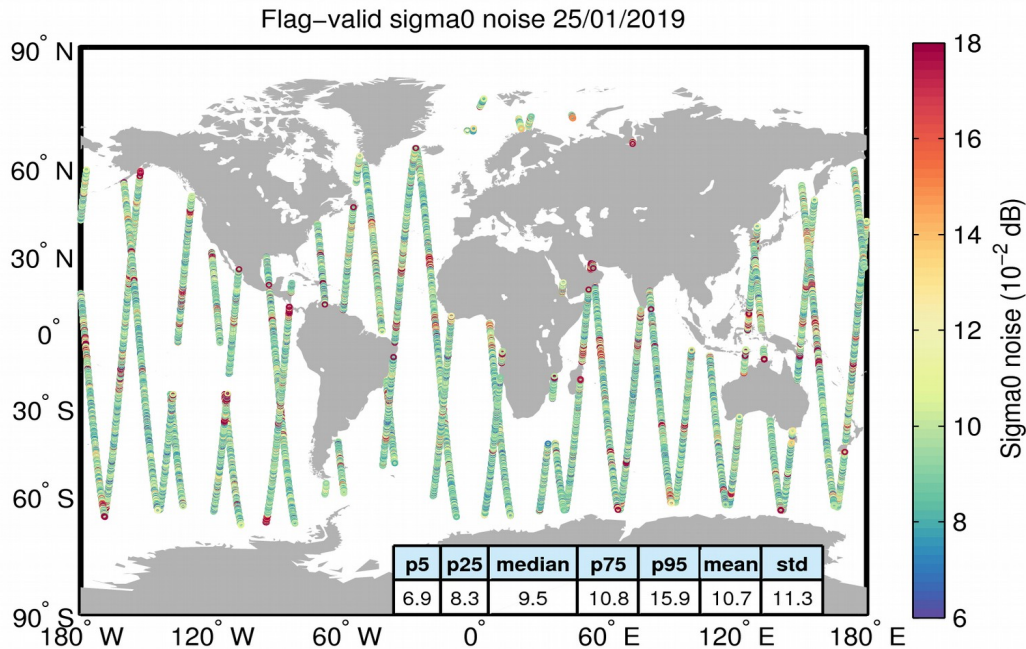 Flag−valid sigma0 noise 25/01/2019
90° N
60° N
30° N
0°
30° S
60° S
90° S
180° W
120° W
60° W
0°
60° E
120° E
180° E
18
16
14
12
10
8
6
Sigma0 noise (10⁻² dB)
p5 p25 median p75 p95 mean std
6.9 8.3 9.5 10.8 15.9 10.7 11.3